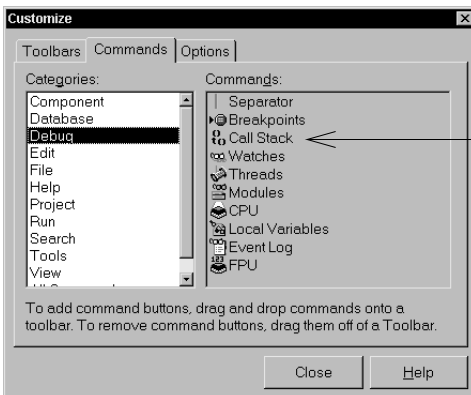 Customize
Toolbars Commands Options
Categories: Commands:
Component
Database
Debug
Edit
File
Help
Project
Run
Search
Tools
View
Separator
Breakpoints
Call Stack
Watches
Threads
Modules
CPU
Local Variables
Event Log
FPU
To add command buttons, drag and drop commands onto a
toolbar. To remove command buttons, drag them off of a Toolbar.
Close Help